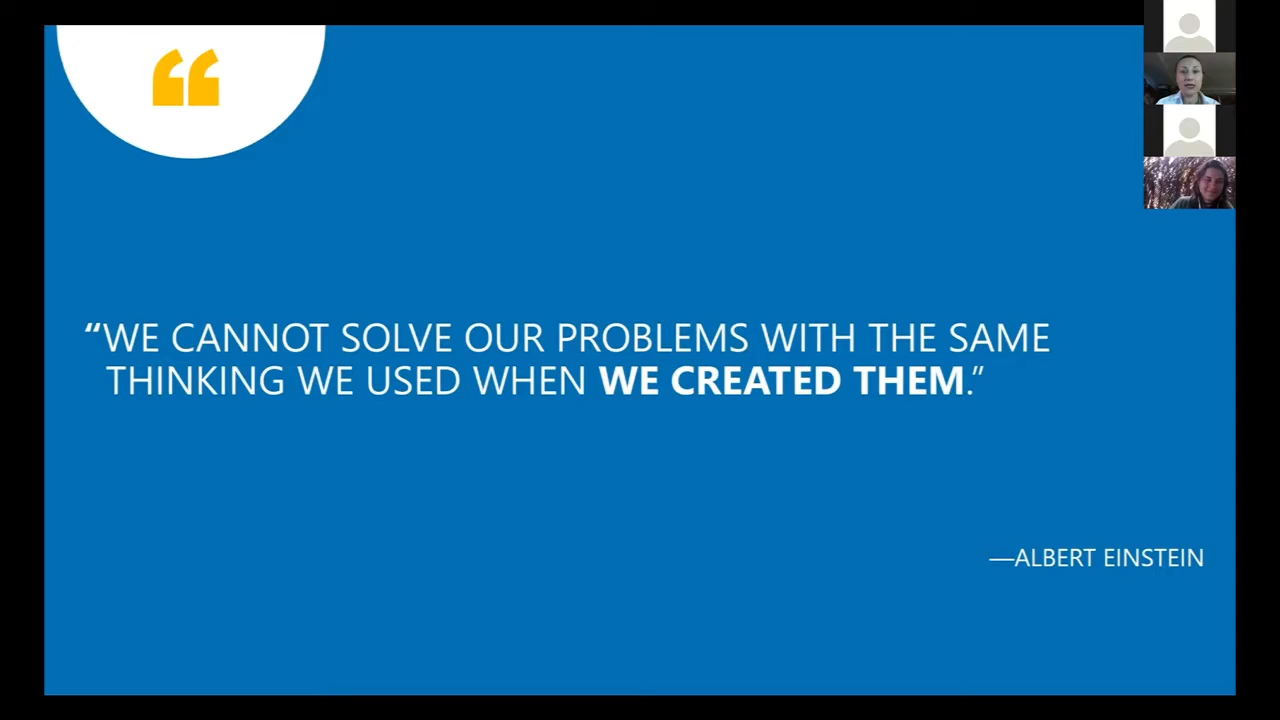 “WE CANNOT SOLVE OUR PROBLEMS WITH THE SAME
THINKING WE USED WHEN WE CREATED THEM.”
—ALBERT EINSTEIN